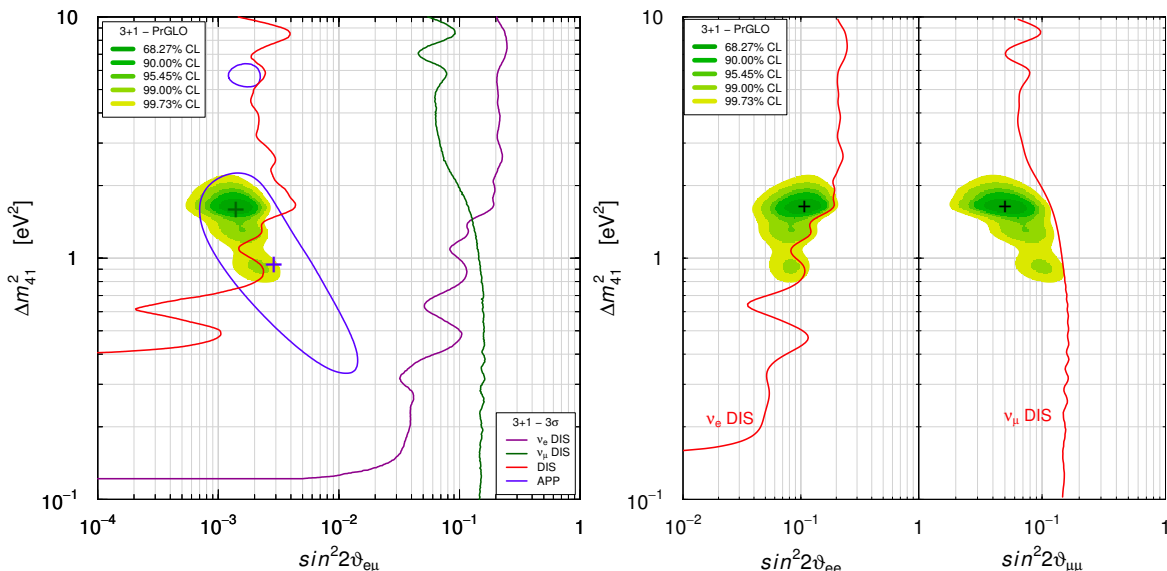 3+1 − PrGLO
68.27% CL
90.00% CL
95.45% CL
99.00% CL
99.73% CL
3+1 − 3σ
νe DIS
νμ DIS
DIS
APP
10
1
10⁻¹
Δm²₄₁ [eV²]
10⁻⁴
10⁻³
10⁻²
10⁻¹
1
sin²2ϑeμ
3+1 − PrGLO
68.27% CL
90.00% CL
95.45% CL
99.00% CL
99.73% CL
νe DIS
νμ DIS
10
1
10⁻¹
Δm²₄₁ [eV²]
10⁻²
10⁻¹
1
10⁻¹
1
sin²2ϑee
sin²2ϑμμ